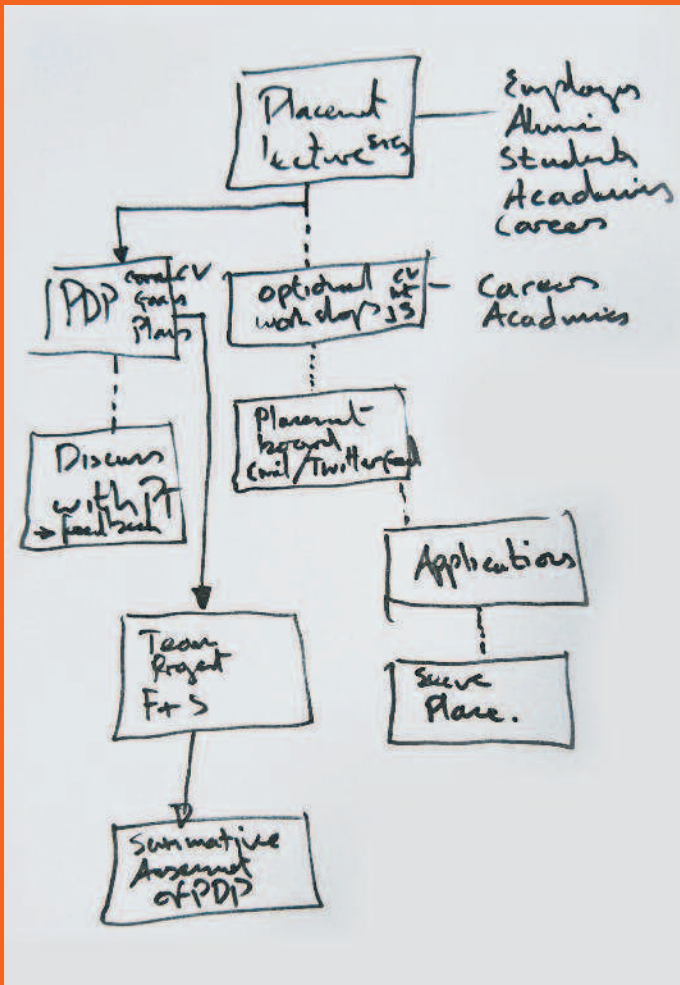 Placement
lecture
Employers
Alumni
Students
Academics
Careers
PDP
CV
Goals
Plans
optional
workshops
CV
Careers
Academics
Discuss
with PT
→ feedback
Placement
board
Email/Twitter feed
Applications
Team
Project
F + S
Secure
Place.
Summative
Assessment
of PDP